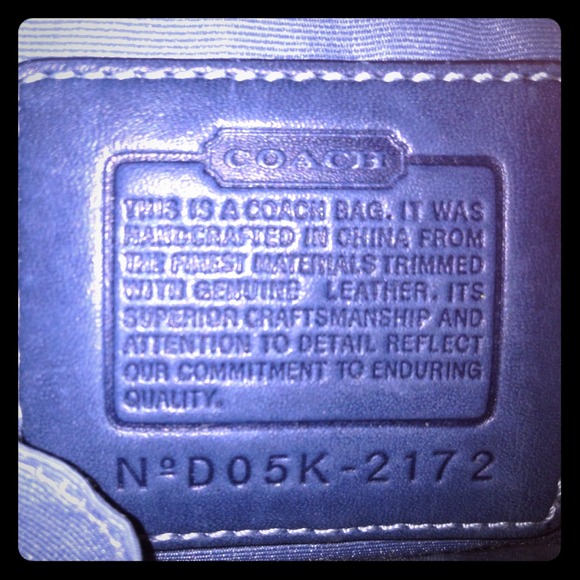 COACH
THIS IS A COACH BAG. IT WAS
HANDCRAFTED IN CHINA FROM
THE FINEST MATERIALS TRIMMED
WITH GENUINE LEATHER. ITS
SUPERIOR CRAFTSMANSHIP AND
ATTENTION TO DETAIL REFLECT
OUR COMMITMENT TO ENDURING
QUALITY.
NºD05K-2172